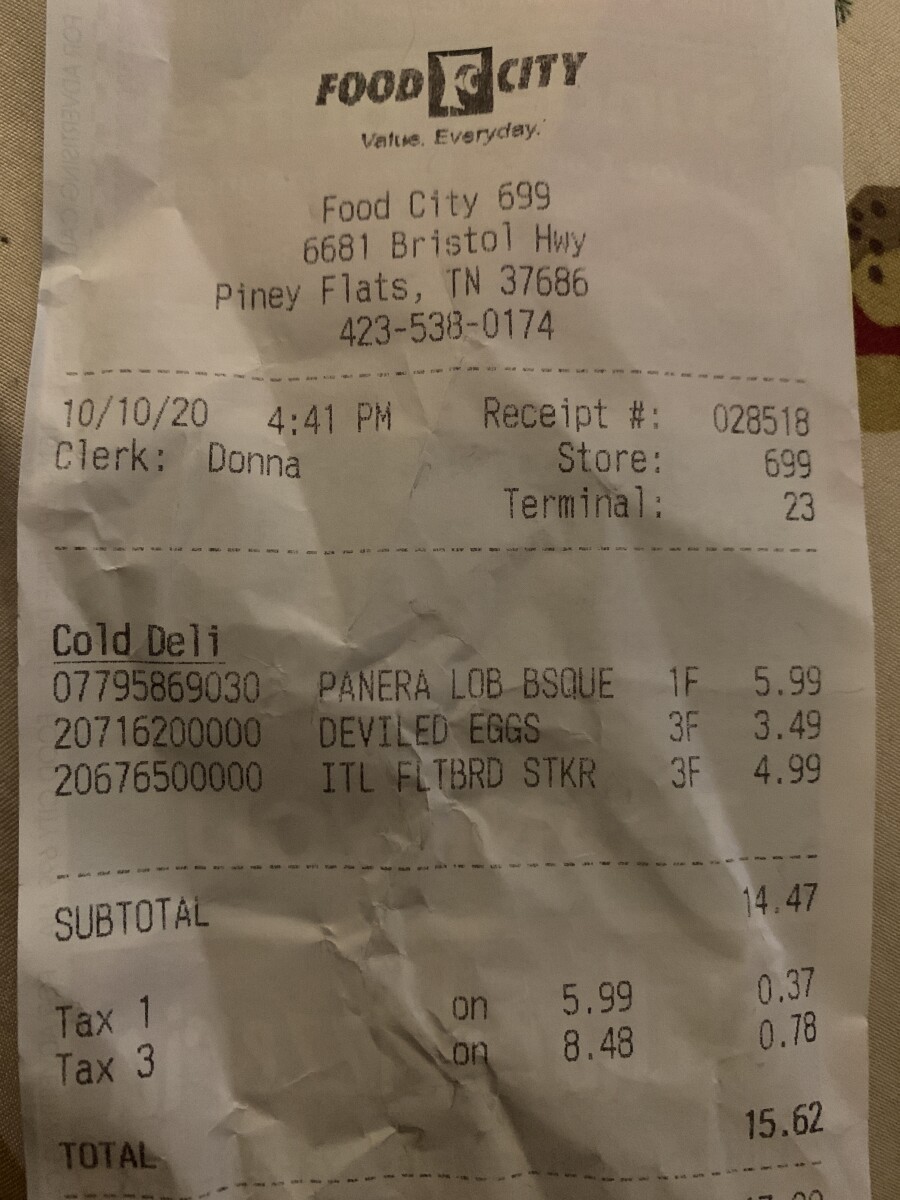 FOOD CITY
Value. Everyday.
Food City 699
6681 Bristol Hwy
Piney Flats, TN 37686
423-538-0174
10/10/20 4:41 PM Receipt #: 028518
Clerk: Donna Store: 699
Terminal: 23
Cold Deli
07795869030 PANERA LOB BSQUE 1F 5.99
20716200000 DEVILED EGGS 3F 3.49
20676500000 ITL FLTBRD STKR 3F 4.99
SUBTOTAL 14.47
Tax 1 on 5.99 0.37
Tax 3 on 8.48 0.78
TOTAL 15.62